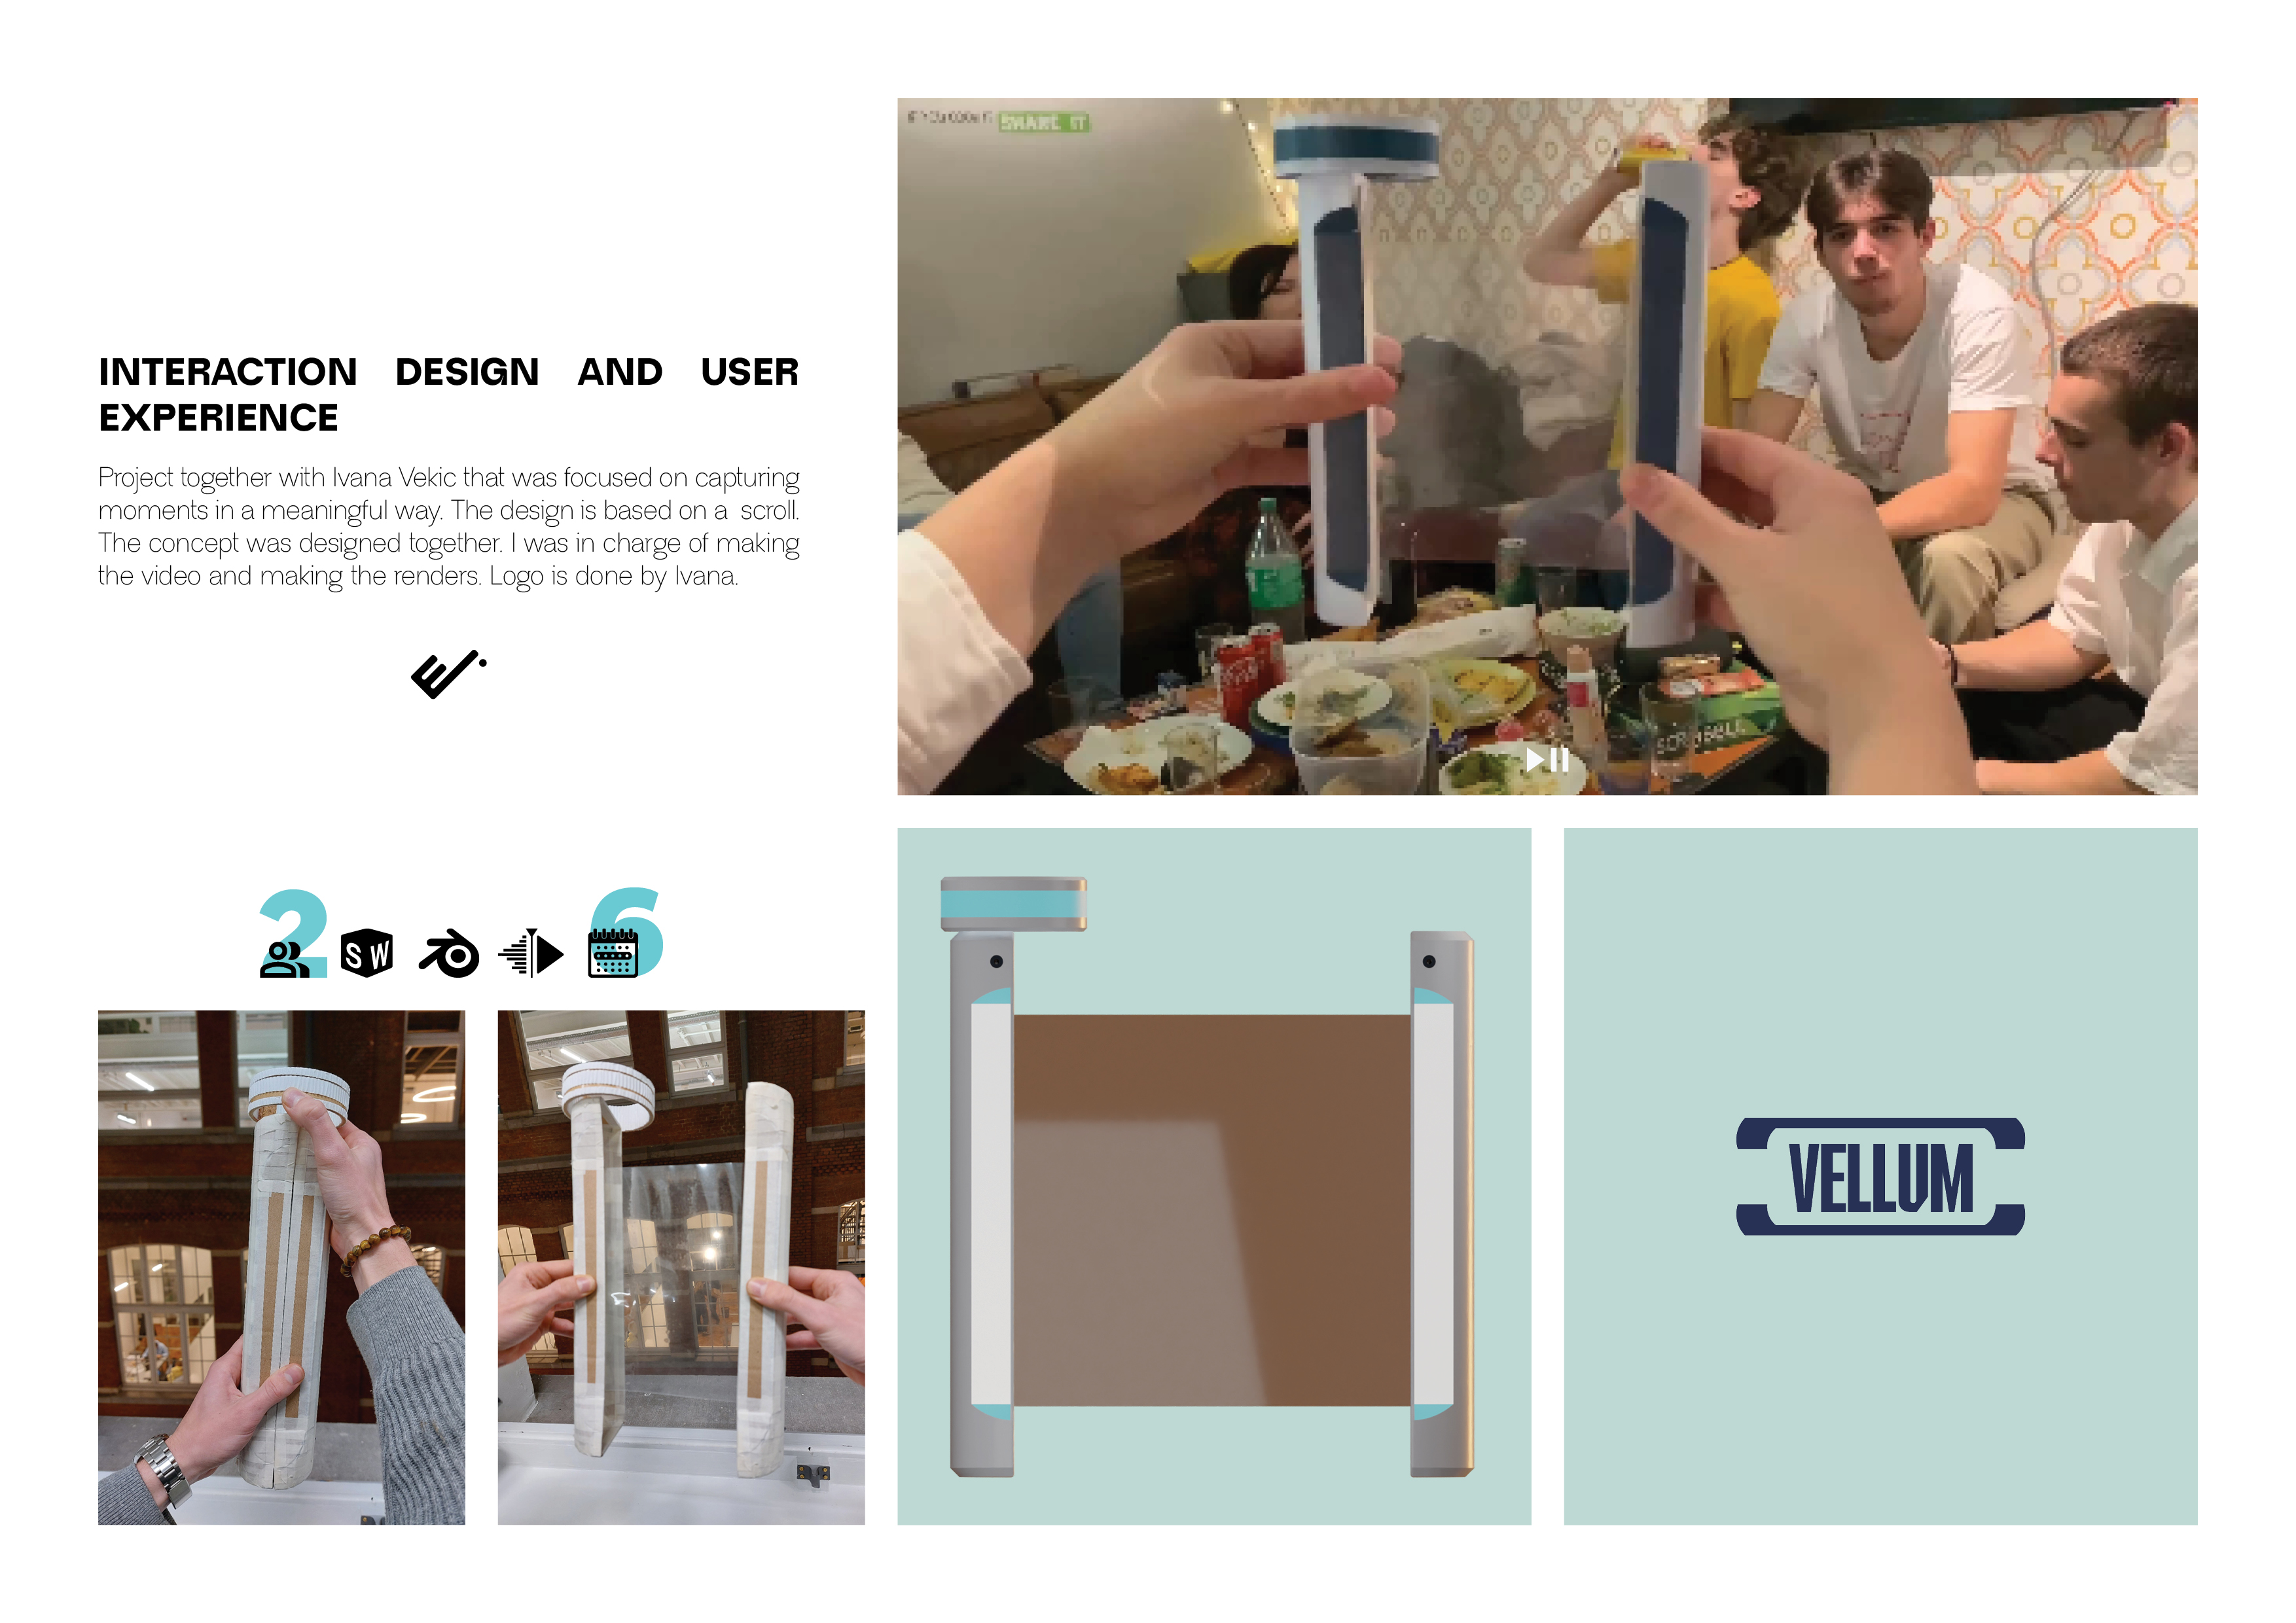 SHARE IT
INTERACTION DESIGN AND USER
EXPERIENCE
Project together with Ivana Vekic that was focused on capturing
moments in a meaningful way. The design is based on a scroll.
The concept was designed together. I was in charge of making
the video and making the renders. Logo is done by Ivana.
2
SW
6
VELLUM